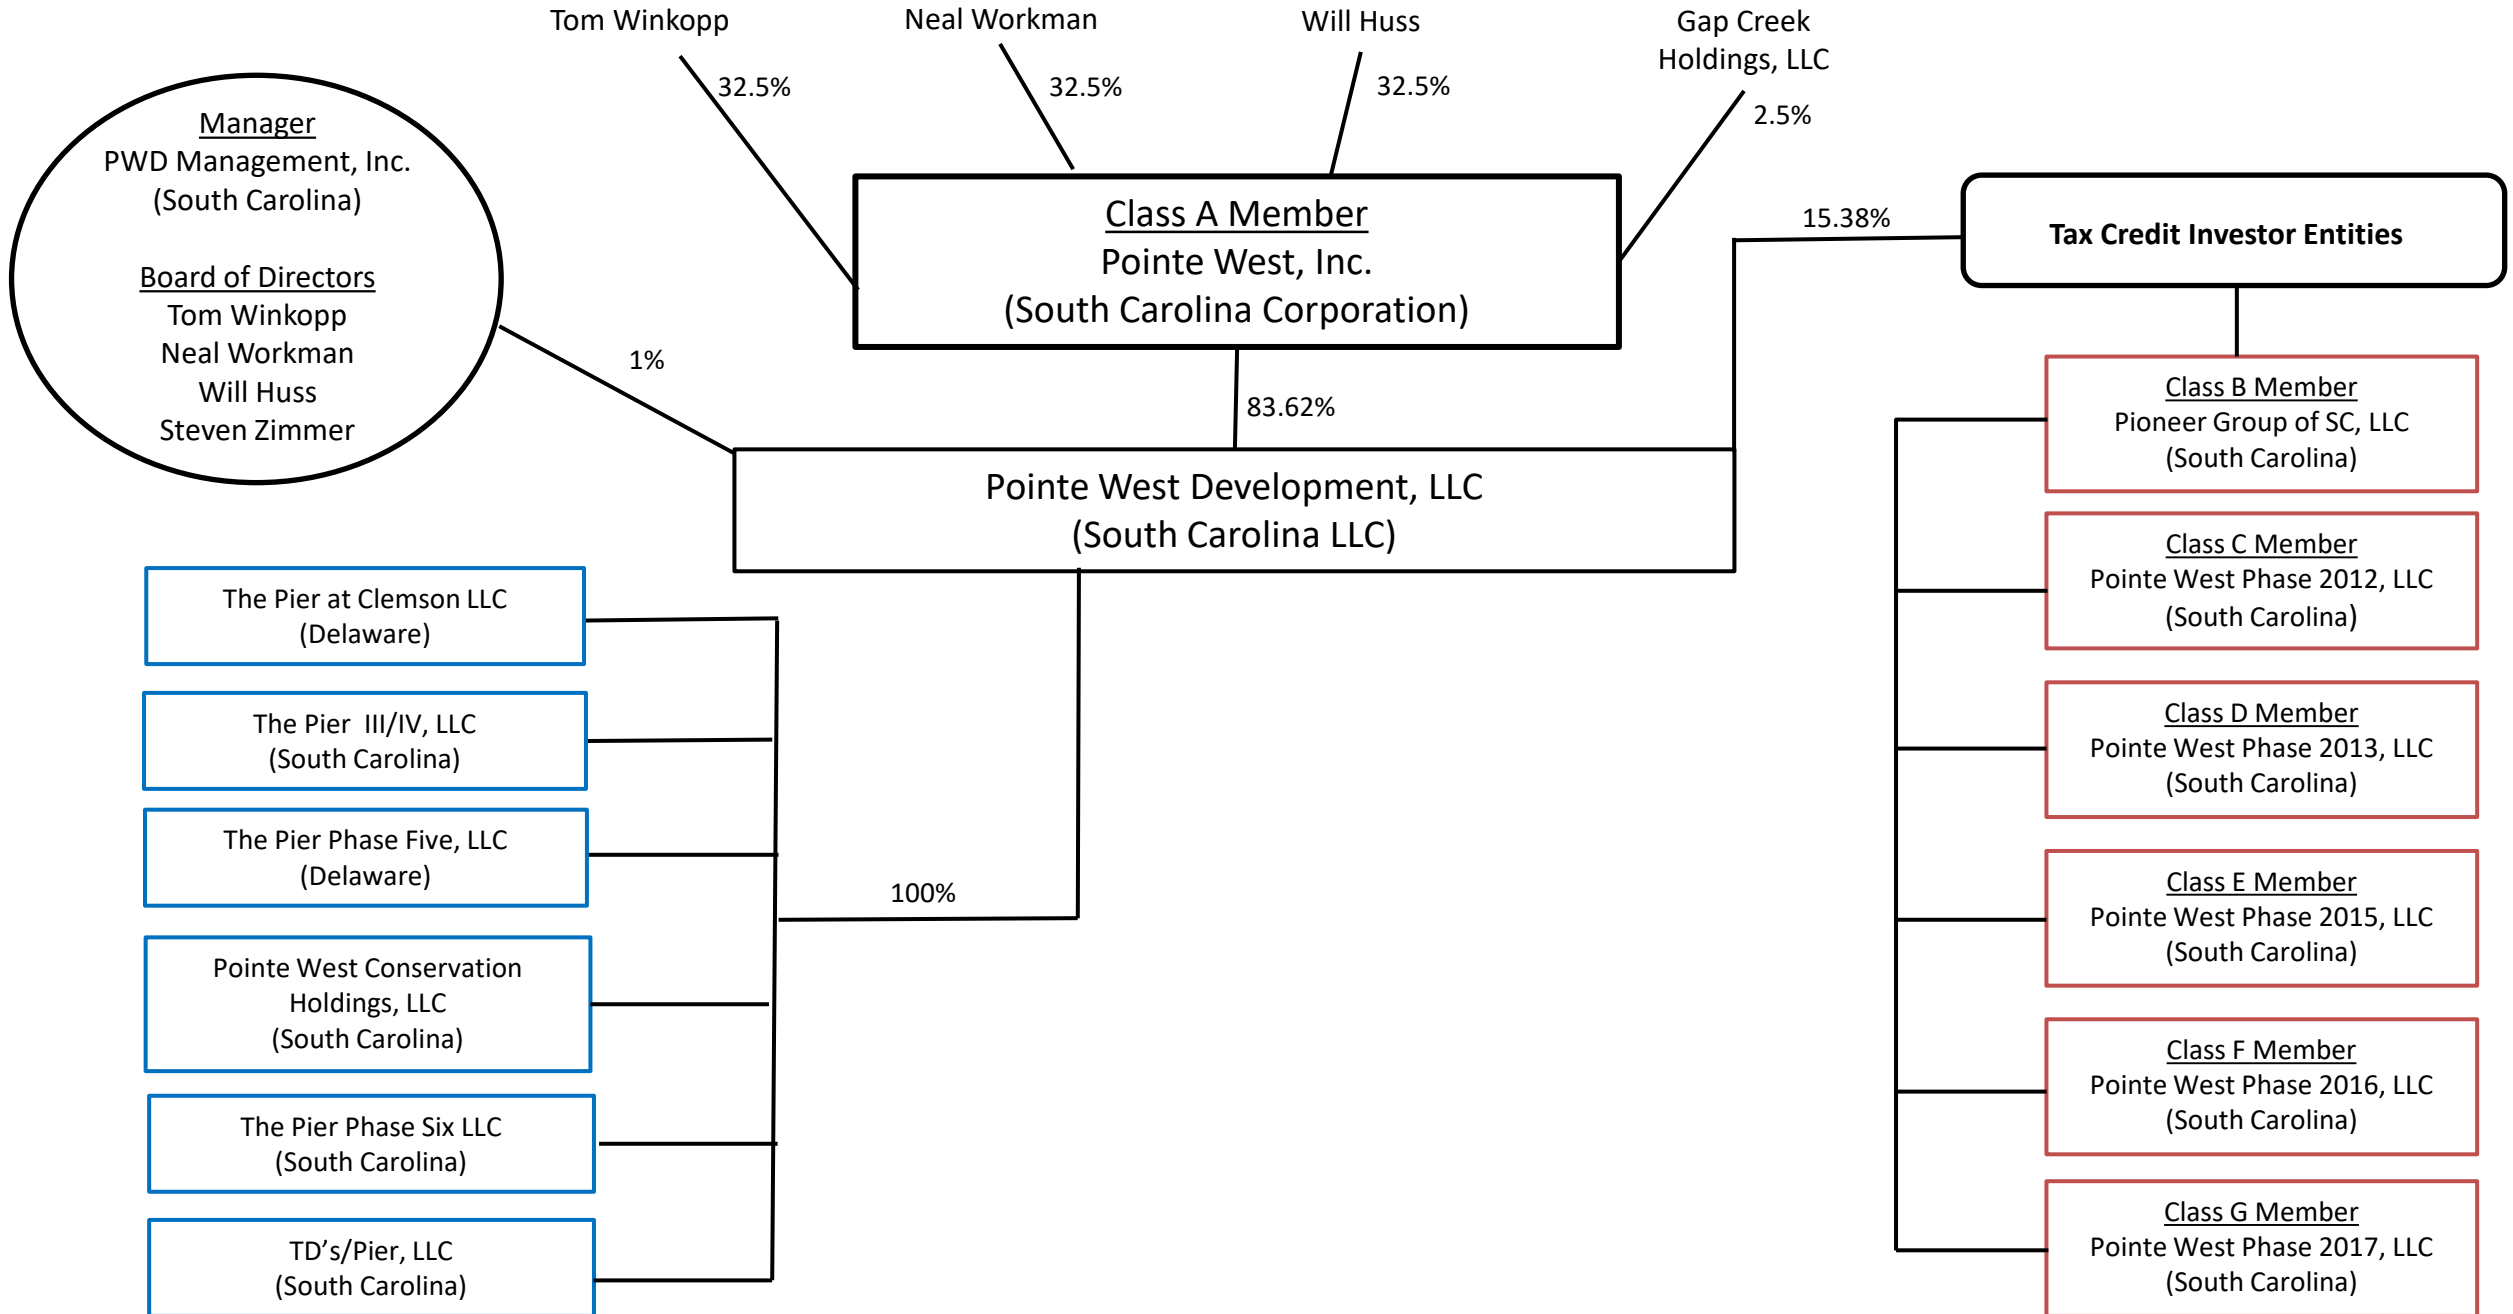 Tom Winkopp
Neal Workman
Will Huss
Gap Creek
Holdings, LLC
32.5%
32.5%
32.5%
2.5%
Manager
PWD Management, Inc.
(South Carolina)
Board of Directors
Tom Winkopp
Neal Workman
Will Huss
Steven Zimmer
1%
Class A Member
Pointe West, Inc.
(South Carolina Corporation)
83.62%
15.38%
Tax Credit Investor Entities
Pointe West Development, LLC
(South Carolina LLC)
100%
The Pier at Clemson LLC
(Delaware)
The Pier  III/IV, LLC
(South Carolina)
The Pier Phase Five, LLC
(Delaware)
Pointe West Conservation
Holdings, LLC
(South Carolina)
The Pier Phase Six LLC
(South Carolina)
TD’s/Pier, LLC
(South Carolina)
Class B Member
Pioneer Group of SC, LLC
(South Carolina)
Class C Member
Pointe West Phase 2012, LLC
(South Carolina)
Class D Member
Pointe West Phase 2013, LLC
(South Carolina)
Class E Member
Pointe West Phase 2015, LLC
(South Carolina)
Class F Member
Pointe West Phase 2016, LLC
(South Carolina)
Class G Member
Pointe West Phase 2017, LLC
(South Carolina)